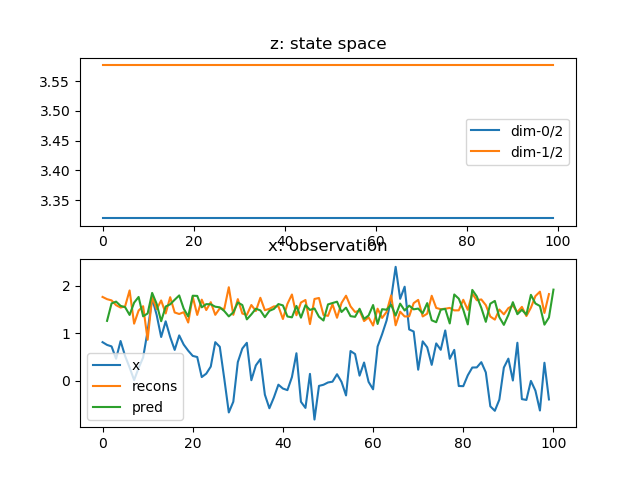 z: state space
3.55
3.50
3.45
3.40
3.35
dim-0/2
dim-1/2
0 20 40 60 80 100
x: observation
2
1
0
x
recons
pred
0 20 40 60 80 100